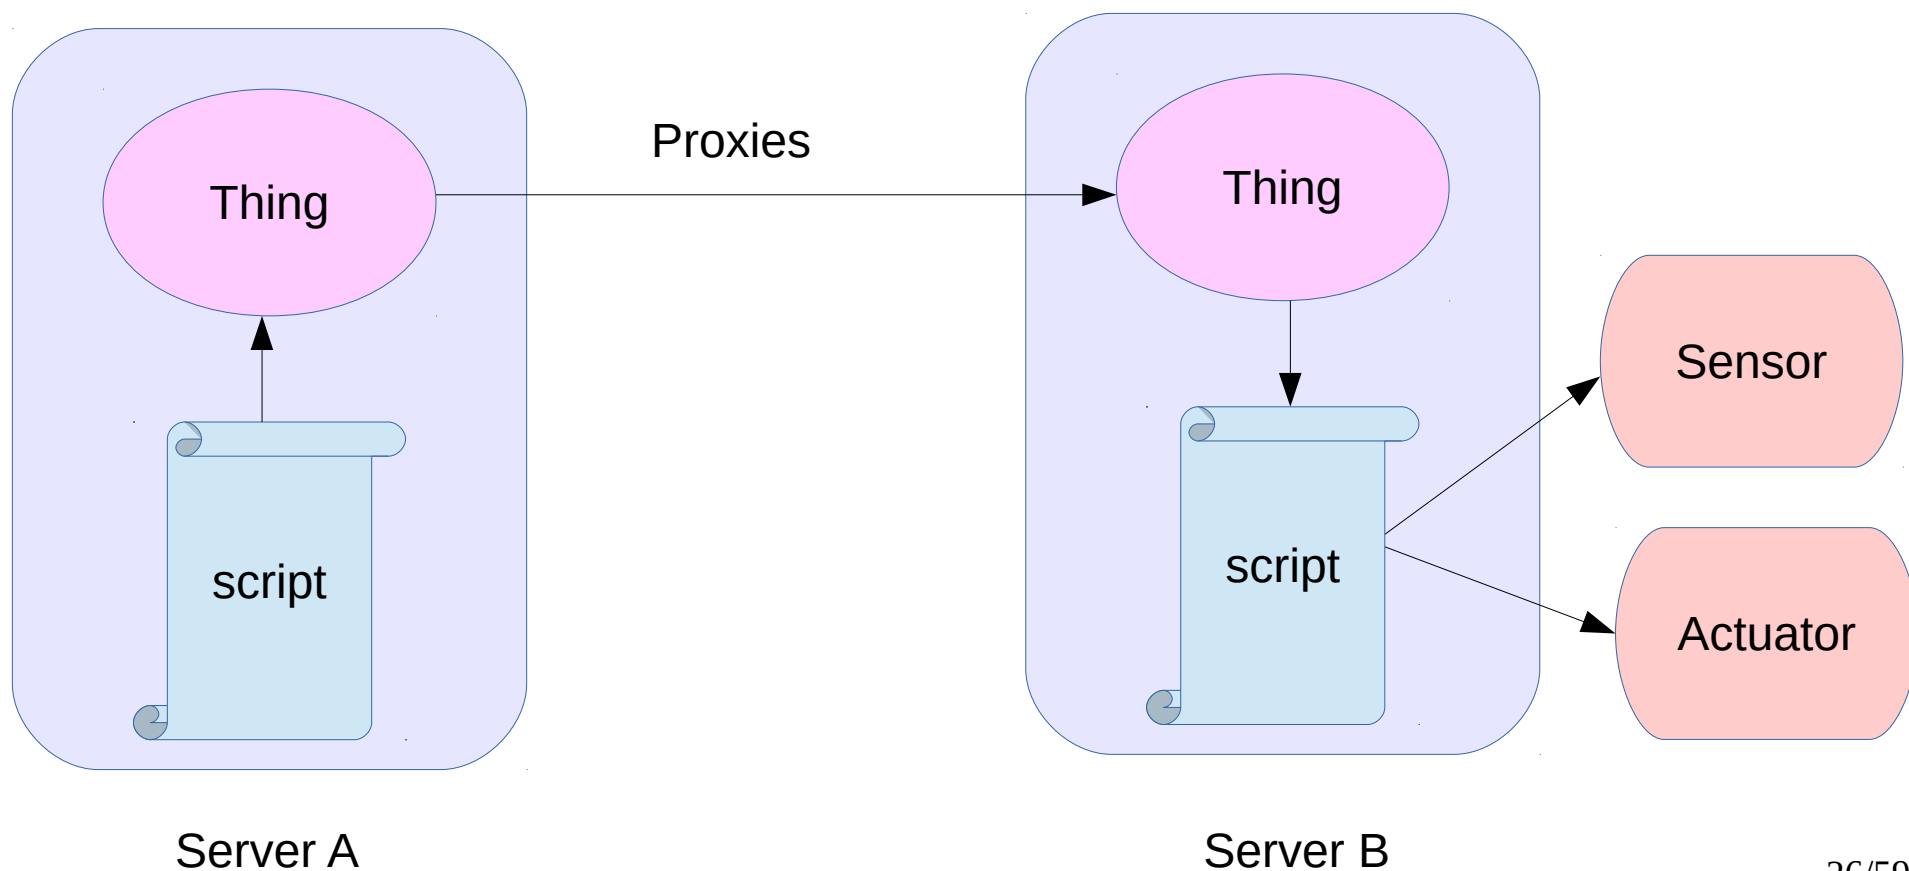 Proxies
Thing
Thing
Sensor
script
script
Actuator
Server A
Server B